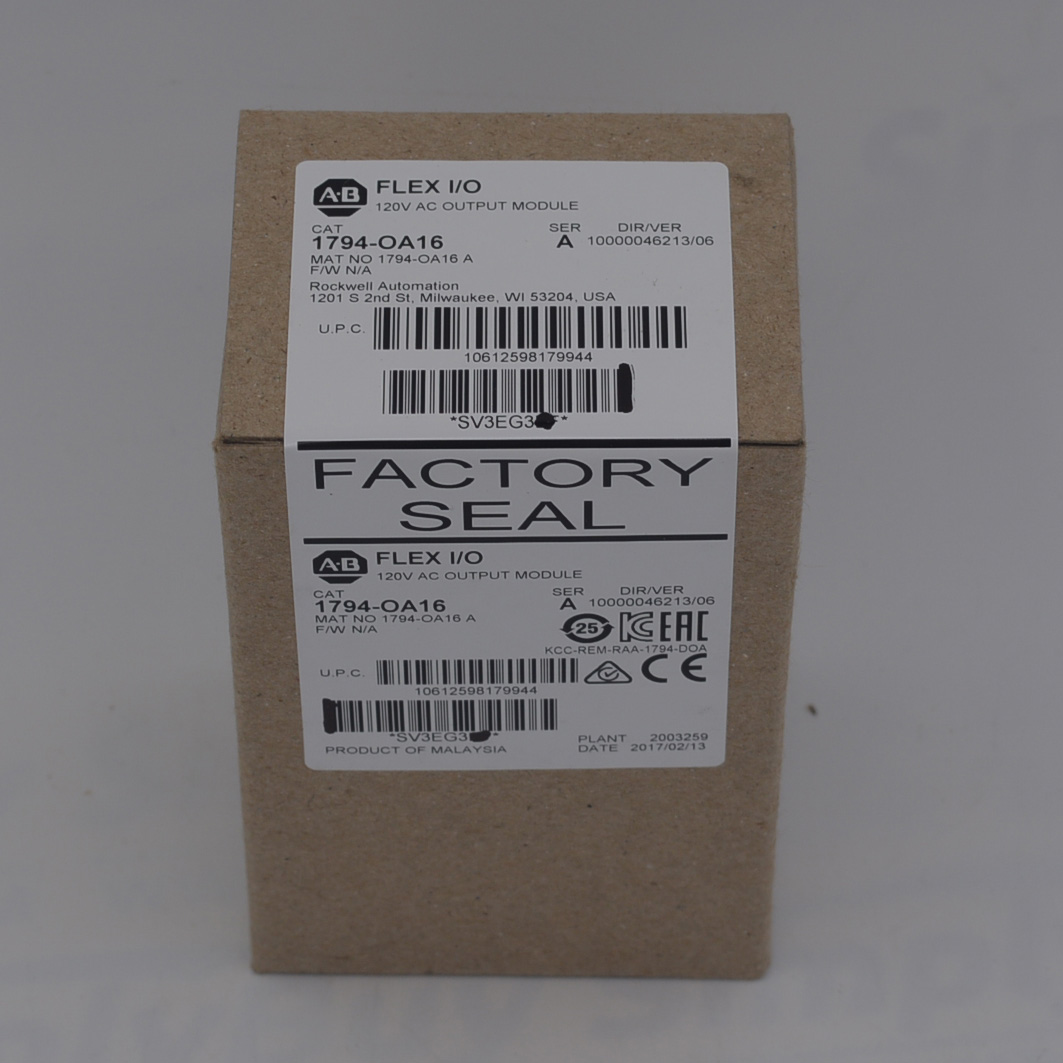 A-B FLEX I/O
120V AC OUTPUT MODULE
CAT SER DIR/VER
1794-OA16 A 10000046213/06
MAT NO 1794-OA16 A
F/W N/A
Rockwell Automation
1201 S 2nd St, Milwaukee, WI 53204, USA
U.P.C.
10612598179944
FACTORY
SEAL
A-B FLEX I/O
120V AC OUTPUT MODULE
CAT SER DIR/VER
1794-OA16 A 10000046213/06
MAT NO 1794-OA16 A
F/W N/A
25 EAC
KCC-REM-RAA-1794-DOA
U.P.C. CE
10612598179944
PRODUCT OF MALAYSIA
PLANT 2003259
DATE 2017/02/13